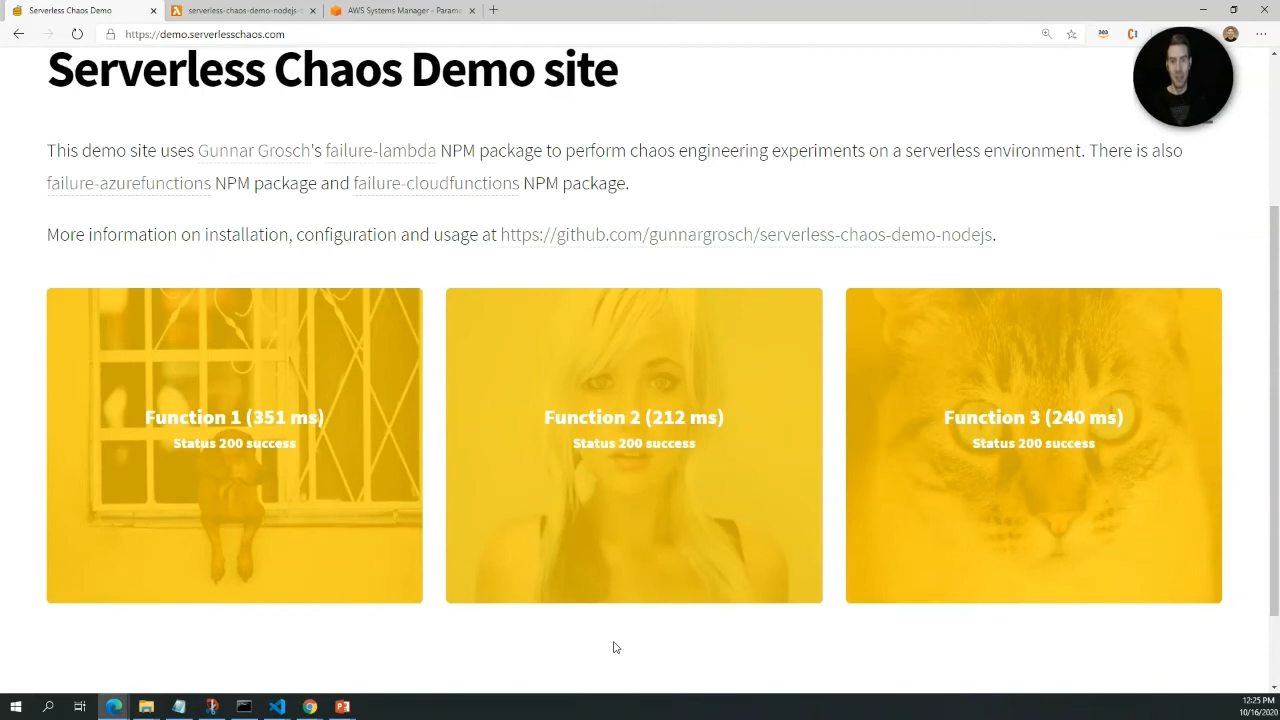 Serverless Chaos Demo
serverless-chaos-demo-nodejs-
AWS Systems Manager - Param
https://demo.serverlesschaos.com
Serverless Chaos Demo site
This demo site uses Gunnar Grosch's failure-lambda NPM package to perform chaos engineering experiments on a serverless environment. There is also
failure-azurefunctions NPM package and failure-cloudfunctions NPM package.
More information on installation, configuration and usage at https://github.com/gunnargrosch/serverless-chaos-demo-nodejs.
Function 1 (351 ms)
Status 200 success
Function 2 (212 ms)
Status 200 success
Function 3 (240 ms)
Status 200 success
12:25 PM
10/16/2020